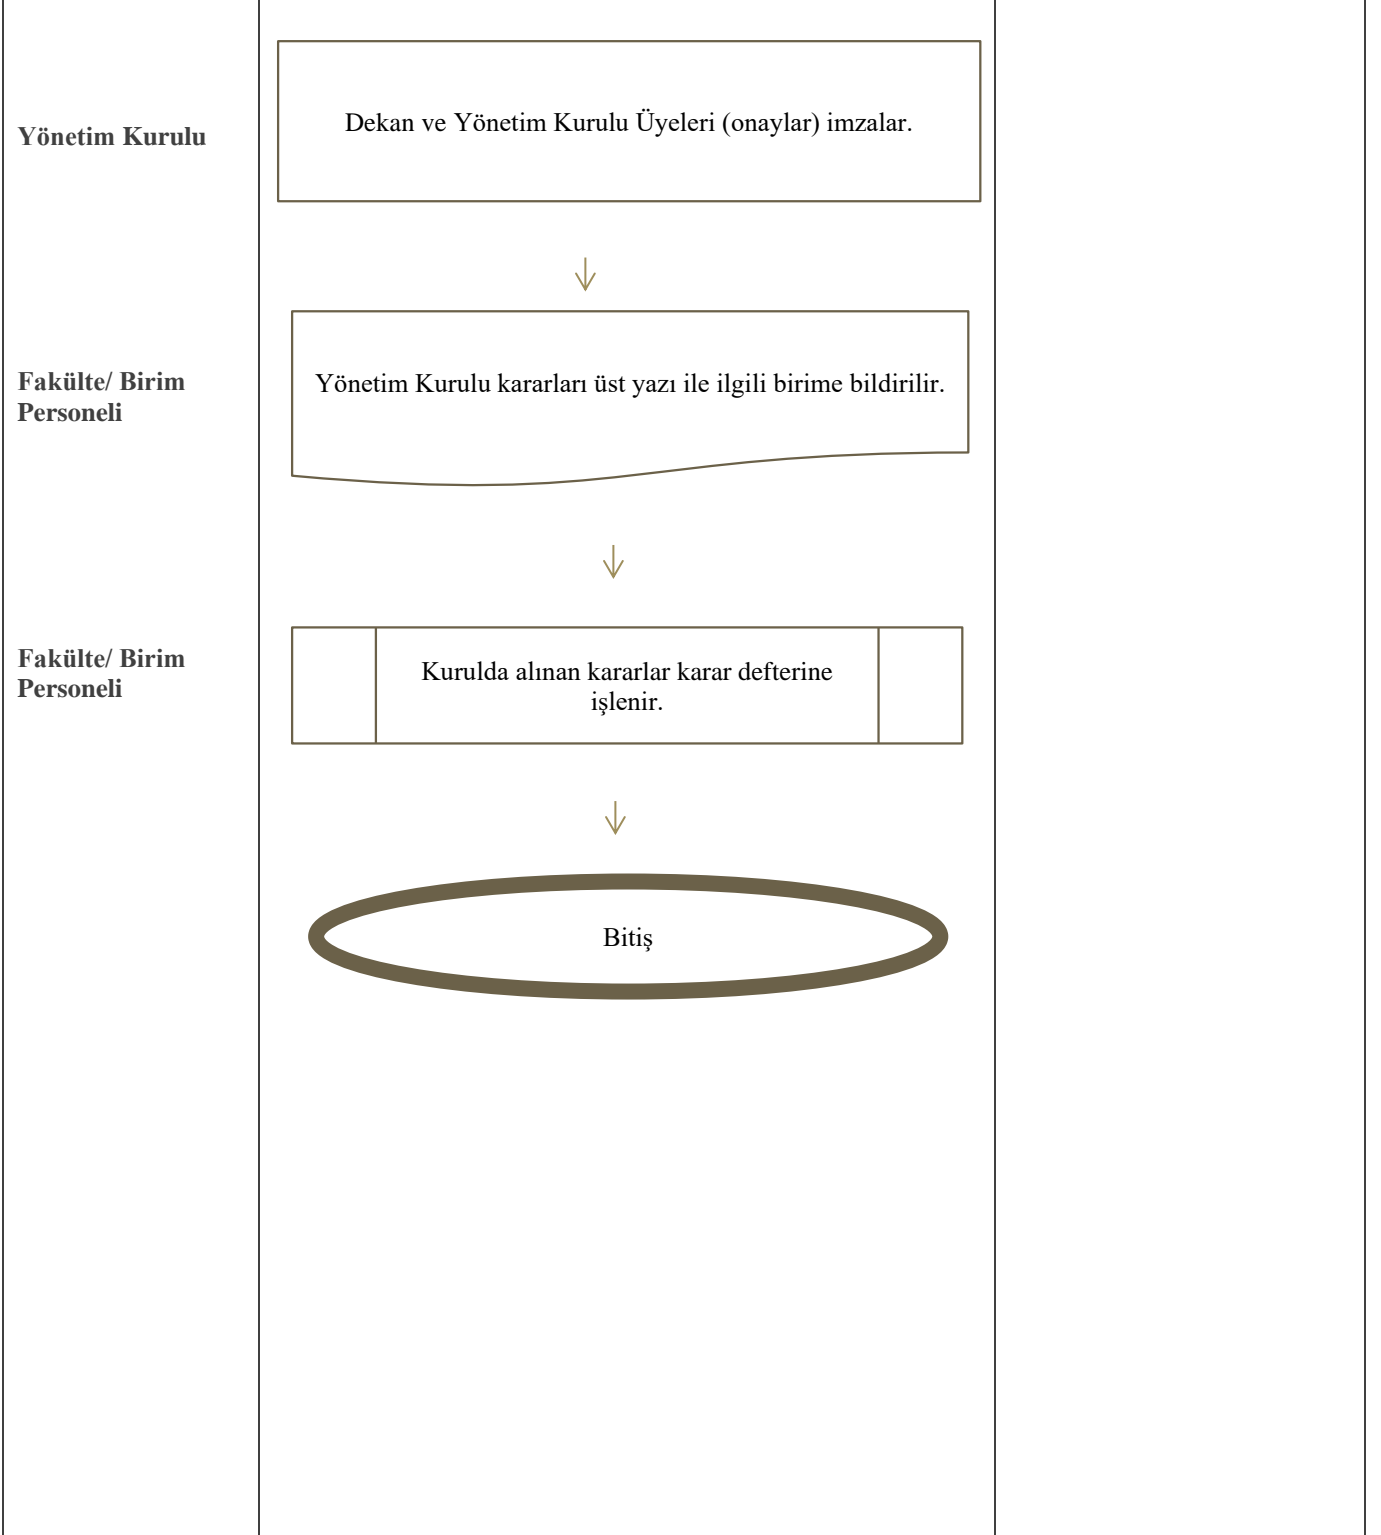 Yönetim Kurulu
Dekan ve Yönetim Kurulu Üyeleri (onaylar) imzalar.
Fakülte/ Birim
Personeli
Yönetim Kurulu kararları üst yazı ile ilgili birime bildirilir.
Fakülte/ Birim
Personeli
Kurulda alınan kararlar karar defterine
işlenir.
Bitiş